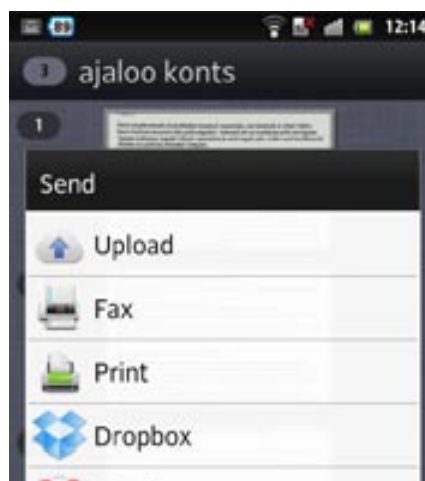 89 12:14
3 ajaloo konts
1
Send
Upload
Fax
Print
Dropbox